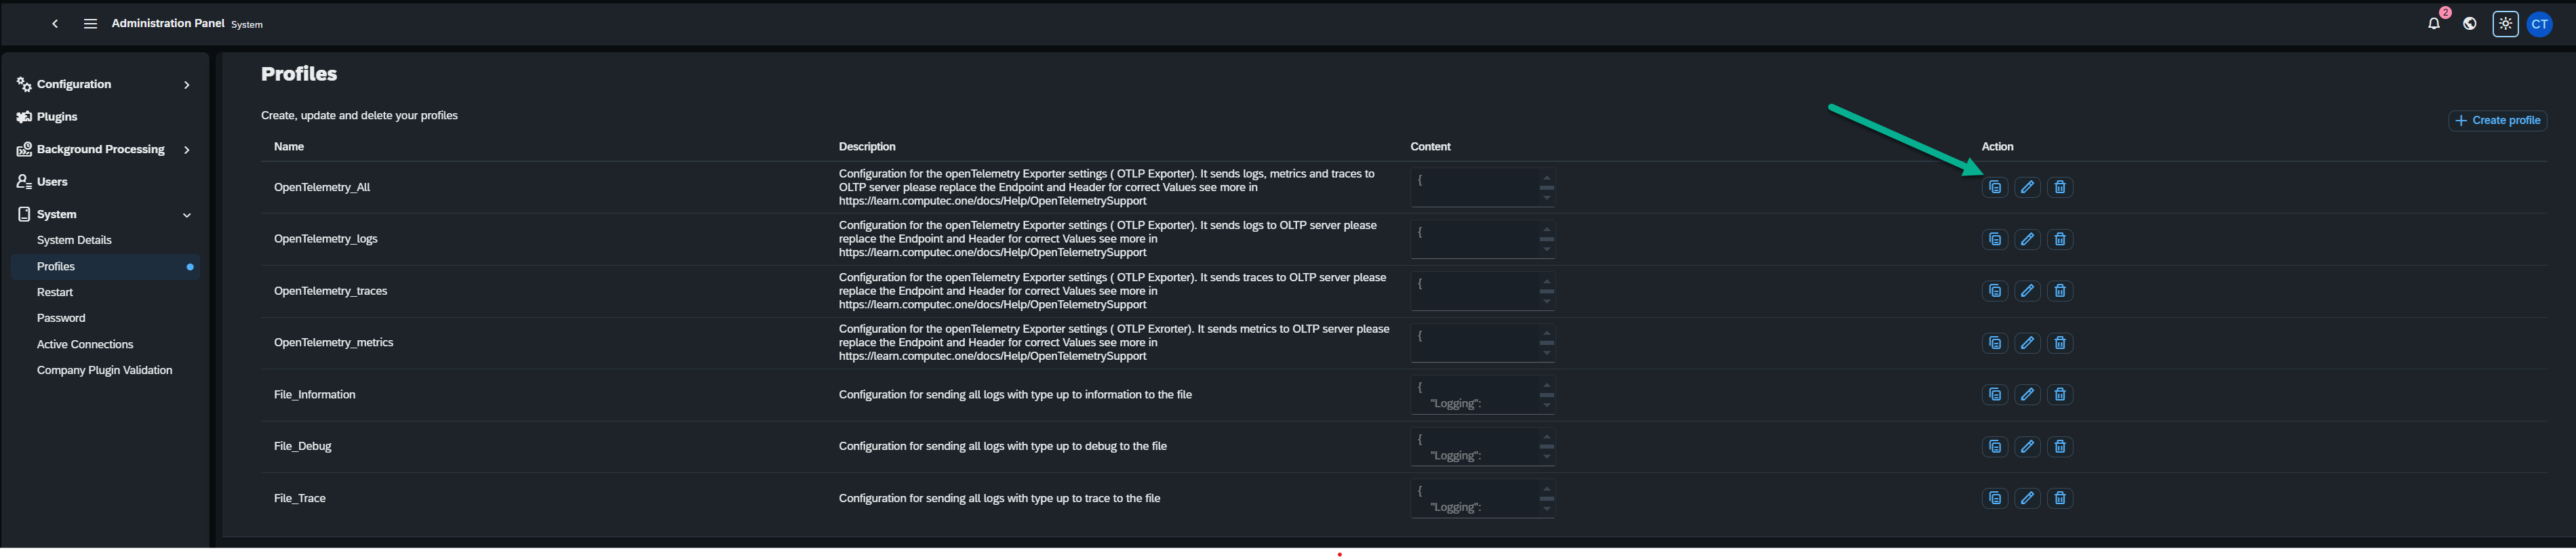 Administration Panel System
2
CT
Configuration
Plugins
Background Processing
Users
System
System Details
Profiles
Restart
Password
Active Connections
Company Plugin Validation
Profiles
Create, update and delete your profiles
Create profile
Name Description Content Action
OpenTelemetry_All
Configuration for the openTelemetry Exporter settings ( OTLP Exporter). It sends logs, metrics and traces to
OLTP server please replace the Endpoint and Header for correct Values see more in
https://learn.computec.one/docs/Help/OpenTelemetrySupport
{
OpenTelemetry_logs
Configuration for the openTelemetry Exporter settings ( OTLP Exporter). It sends logs to OLTP server please
replace the Endpoint and Header for correct Values see more in
https://learn.computec.one/docs/Help/OpenTelemetrySupport
{
OpenTelemetry_traces
Configuration for the openTelemetry Exporter settings ( OTLP Exporter). It sends traces to OLTP server please
replace the Endpoint and Header for correct Values see more in
https://learn.computec.one/docs/Help/OpenTelemetrySupport
{
OpenTelemetry_metrics
Configuration for the openTelemetry Exporter settings ( OTLP Exrorter). It sends metrics to OLTP server please
replace the Endpoint and Header for correct Values see more in
https://learn.computec.one/docs/Help/OpenTelemetrySupport
{
File_Information
Configuration for sending all logs with type up to information to the file
{
"Logging":
File_Debug
Configuration for sending all logs with type up to debug to the file
{
"Logging":
File_Trace
Configuration for sending all logs with type up to trace to the file
{
"Logging":